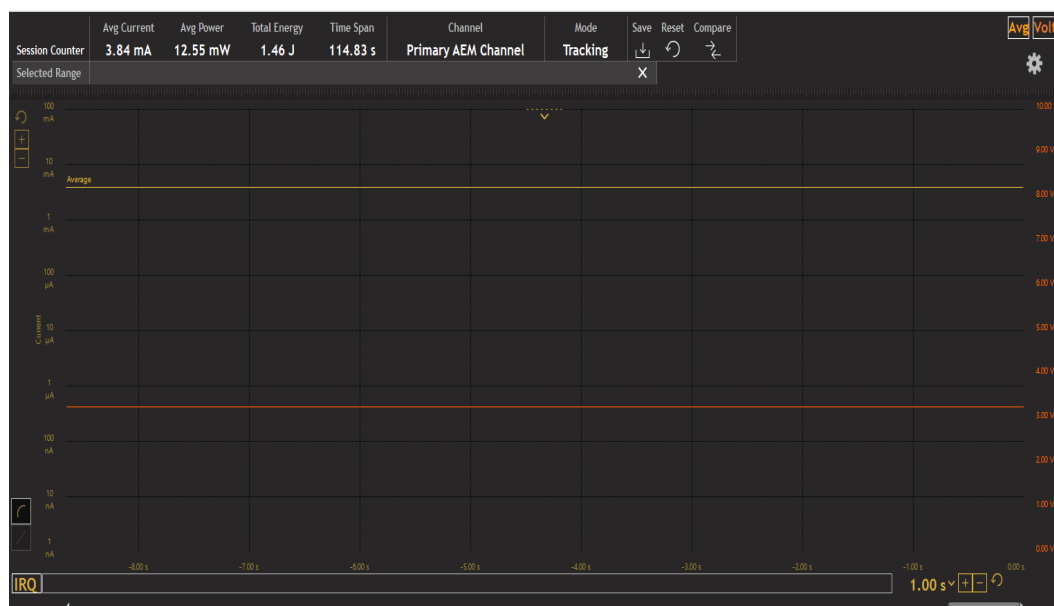 Avg Current Avg Power Total Energy Time Span Channel Mode Save Reset Compare
Session Counter 3.84 mA 12.55 mW 1.46 J 114.83 s Primary AEM Channel Tracking
Avg Volt
Selected Range X
100 mA
10 mA
1 mA
100 µA
10 µA
1 µA
100 nA
10 nA
1 nA
Current
Average
10.00 V
9.00 V
8.00 V
7.00 V
6.00 V
5.00 V
4.00 V
3.00 V
2.00 V
1.00 V
0.00 V
-8.00 s -7.00 s -6.00 s -5.00 s -4.00 s -3.00 s -2.00 s -1.00 s 0.00 s
IRQ 1.00 s